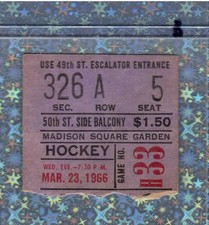 USE 49th ST. ESCALATOR ENTRANCE
326 A 5
SEC. ROW SEAT
50th ST. SIDE BALCONY $1.50
MADISON SQUARE GARDEN
HOCKEY
WED. EVE.-7:30 P.M.
MAR. 23, 1966
GAME NO.
H33